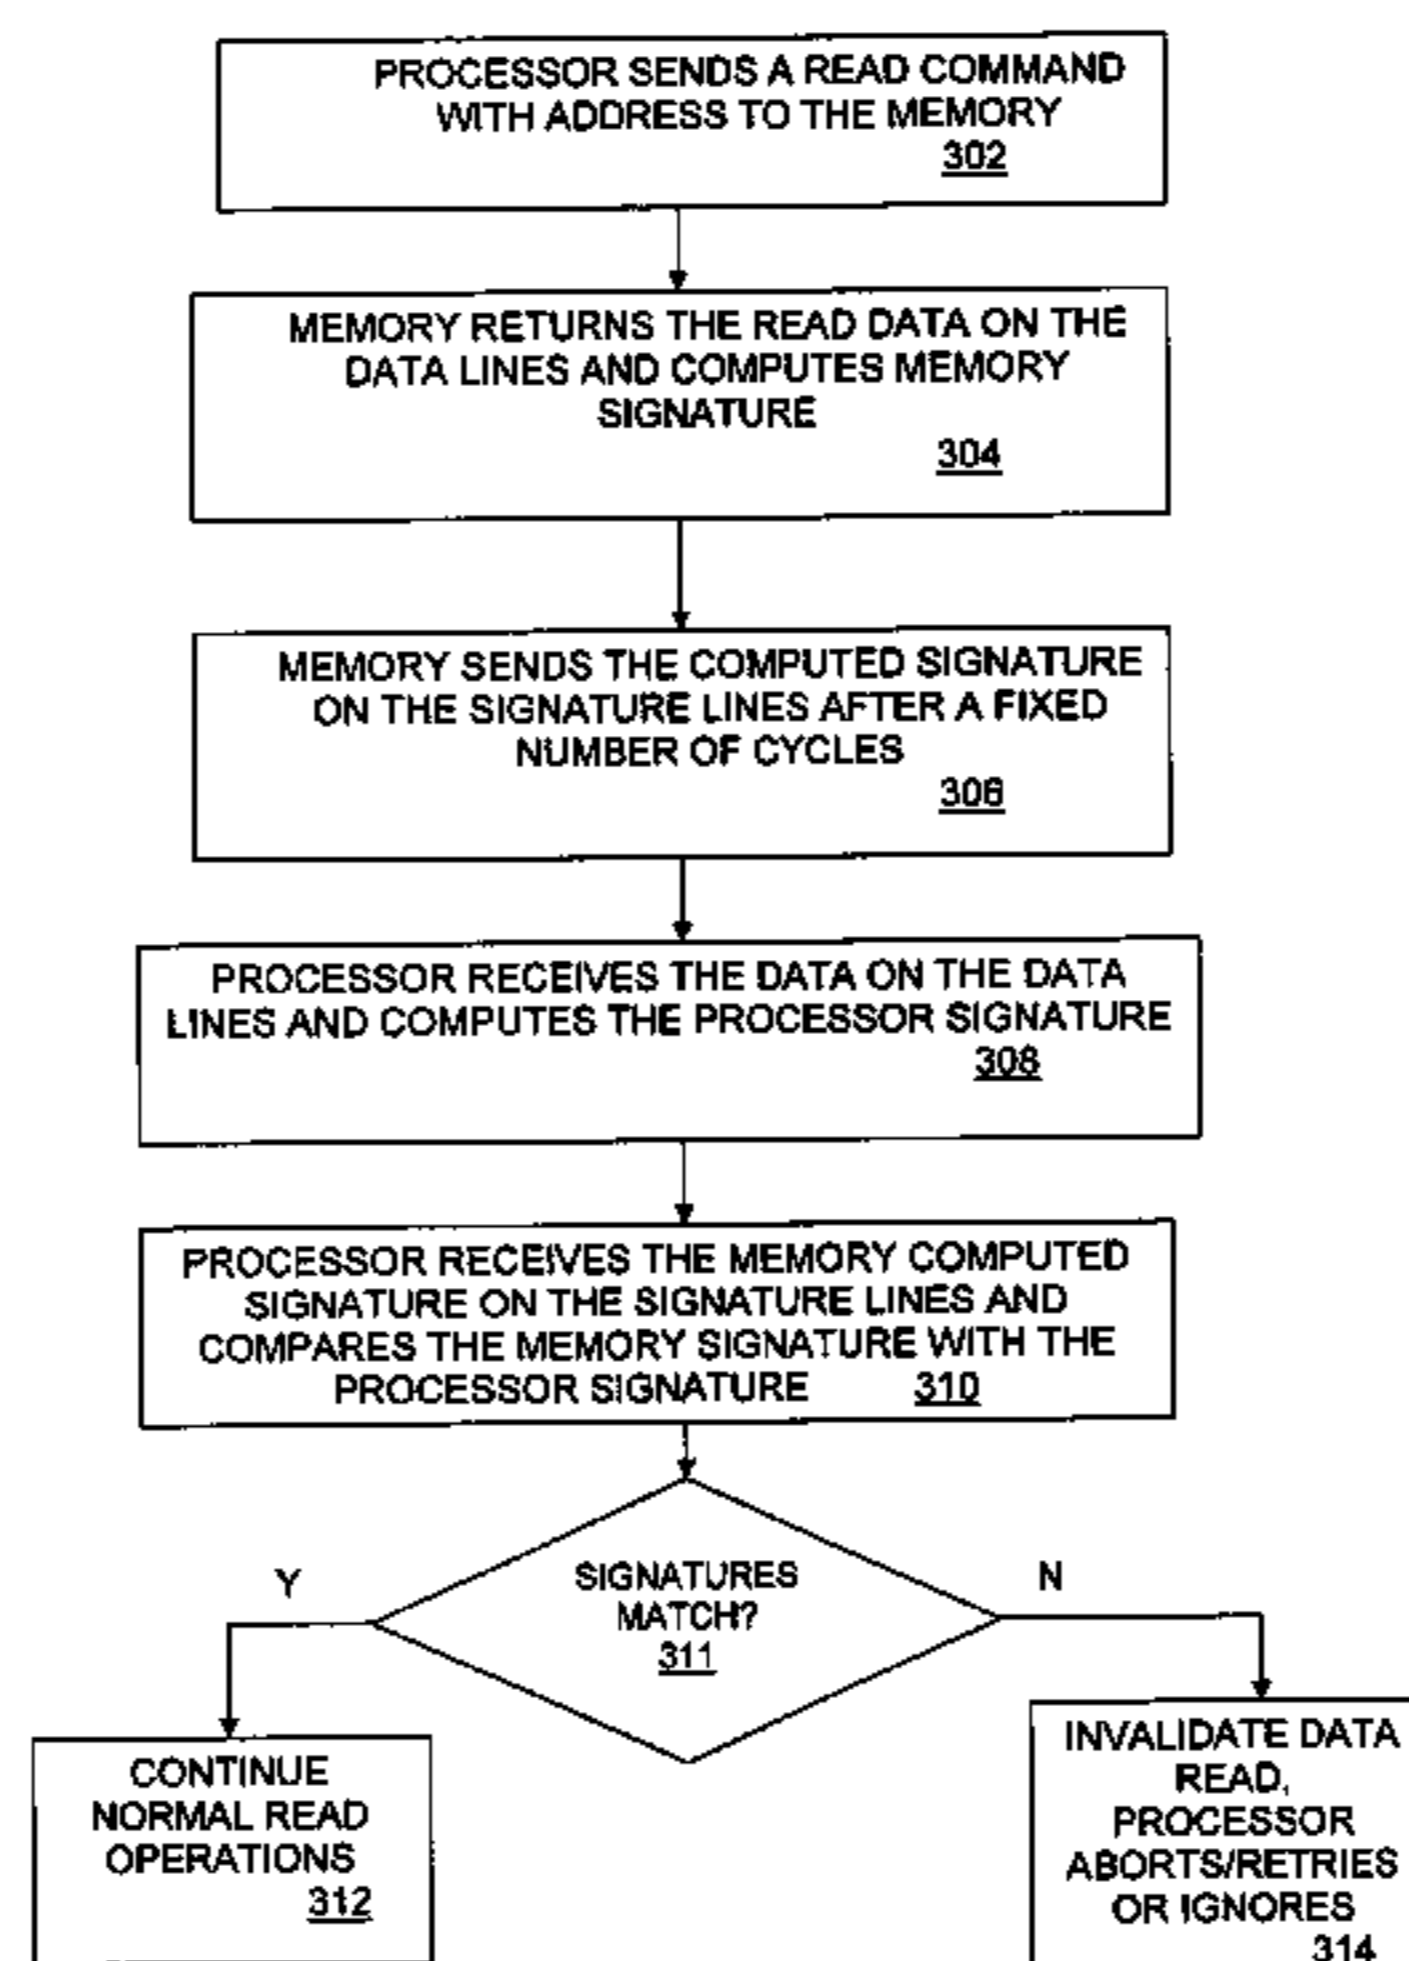 PROCESSOR SENDS A READ COMMAND
WITH ADDRESS TO THE MEMORY
302
MEMORY RETURNS THE READ DATA ON THE
DATA LINES AND COMPUTES MEMORY
SIGNATURE
304
MEMORY SENDS THE COMPUTED SIGNATURE
ON THE SIGNATURE LINES AFTER A FIXED
NUMBER OF CYCLES
306
PROCESSOR RECEIVES THE DATA ON THE DATA
LINES AND COMPUTES THE PROCESSOR SIGNATURE
308
PROCESSOR RECEIVES THE MEMORY COMPUTED
SIGNATURE ON THE SIGNATURE LINES AND
COMPARES THE MEMORY SIGNATURE WITH THE
PROCESSOR SIGNATURE 310
SIGNATURES
MATCH?
311
Y
N
CONTINUE
NORMAL READ
OPERATIONS
312
INVALIDATE DATA
READ,
PROCESSOR
ABORTS/RETRIES
OR IGNORES
314